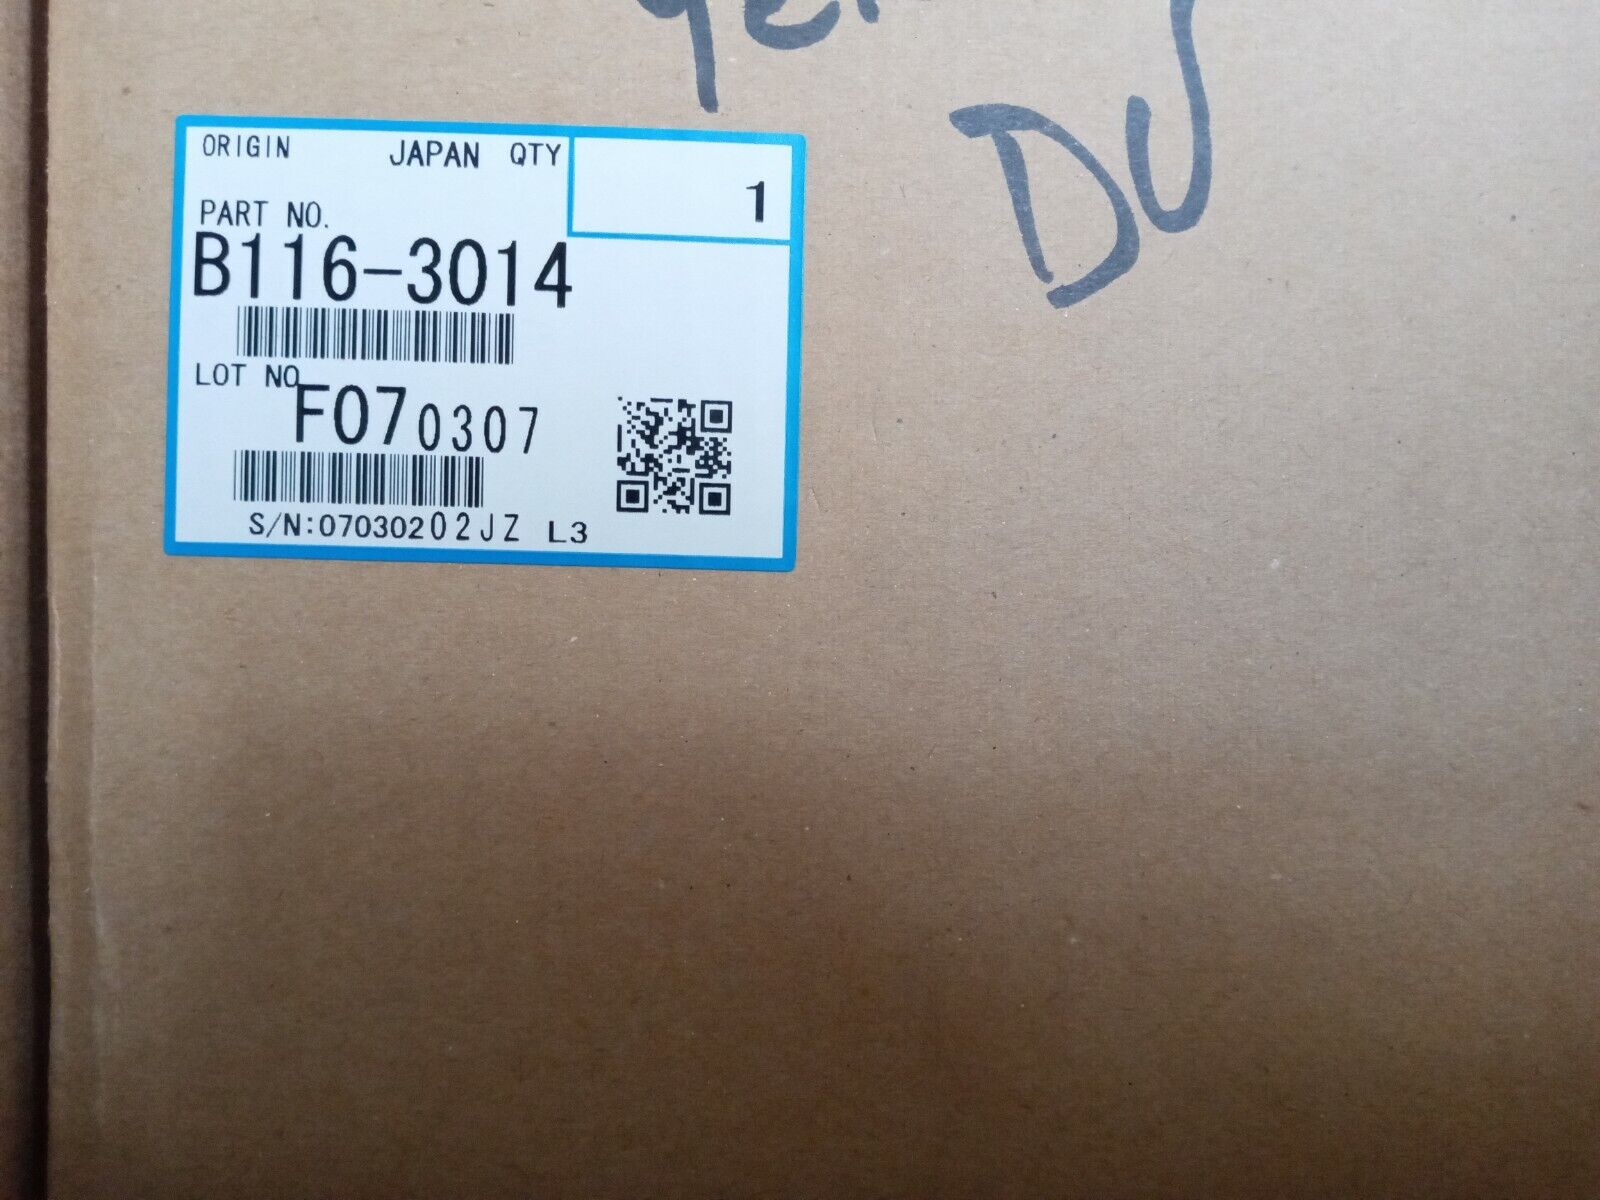 DU
ORIGIN JAPAN QTY
1
PART NO.
B116-3014
LOT NO
F070307
S/N:07030202JZ L3